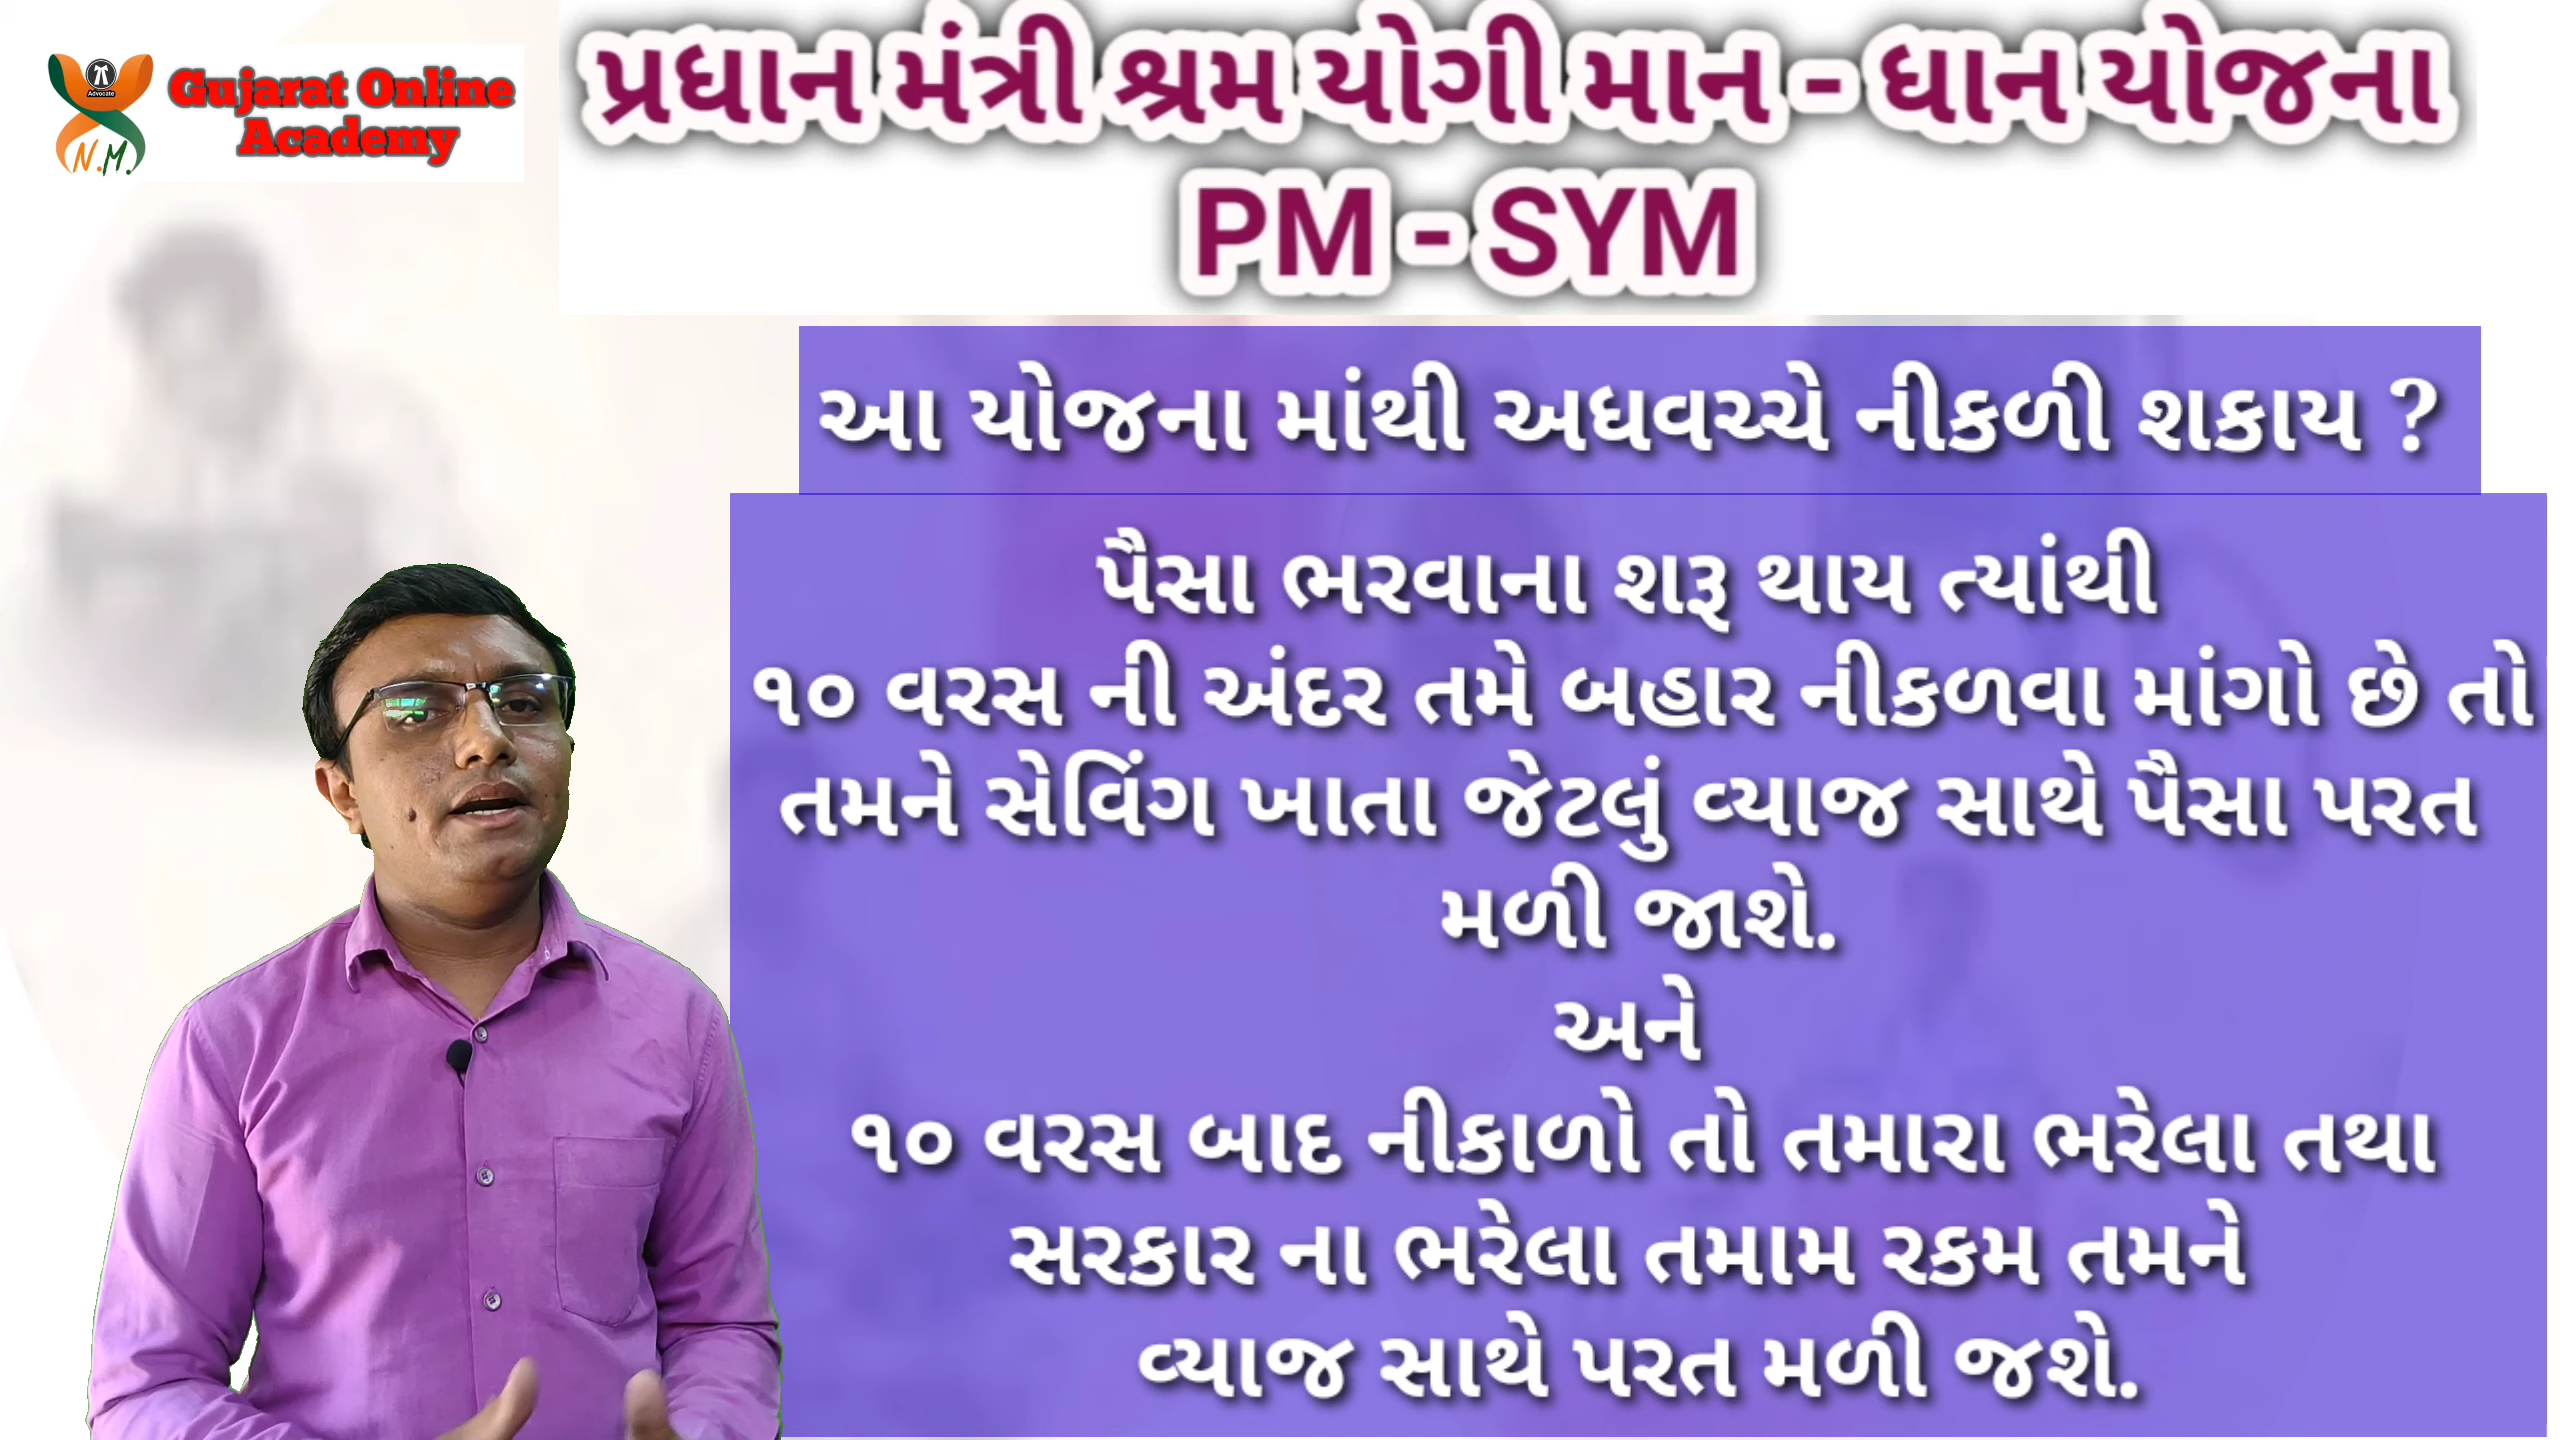 Advocate
N.M.
Gujarat Online
Academy
પ્રધાન મંત્રી શ્રમ યોગી માન - ધાન યોજના
PM - SYM
આ યોજના માંથી અધવચ્ચે નીકળી શકાય ?
પૈસા ભરવાના શરૂ થાય ત્યાંથી
૧૦ વરસ ની અંદર તમે બહાર નીકળવા માંગો છે તો
તમને સેવિંગ ખાતા જેટલું વ્યાજ સાથે પૈસા પરત
મળી જાશે.
અને
૧૦ વરસ બાદ નીકાળો તો તમારા ભરેલા તથા
સરકાર ના ભરેલા તમામ રકમ તમને
વ્યાજ સાથે પરત મળી જશે.